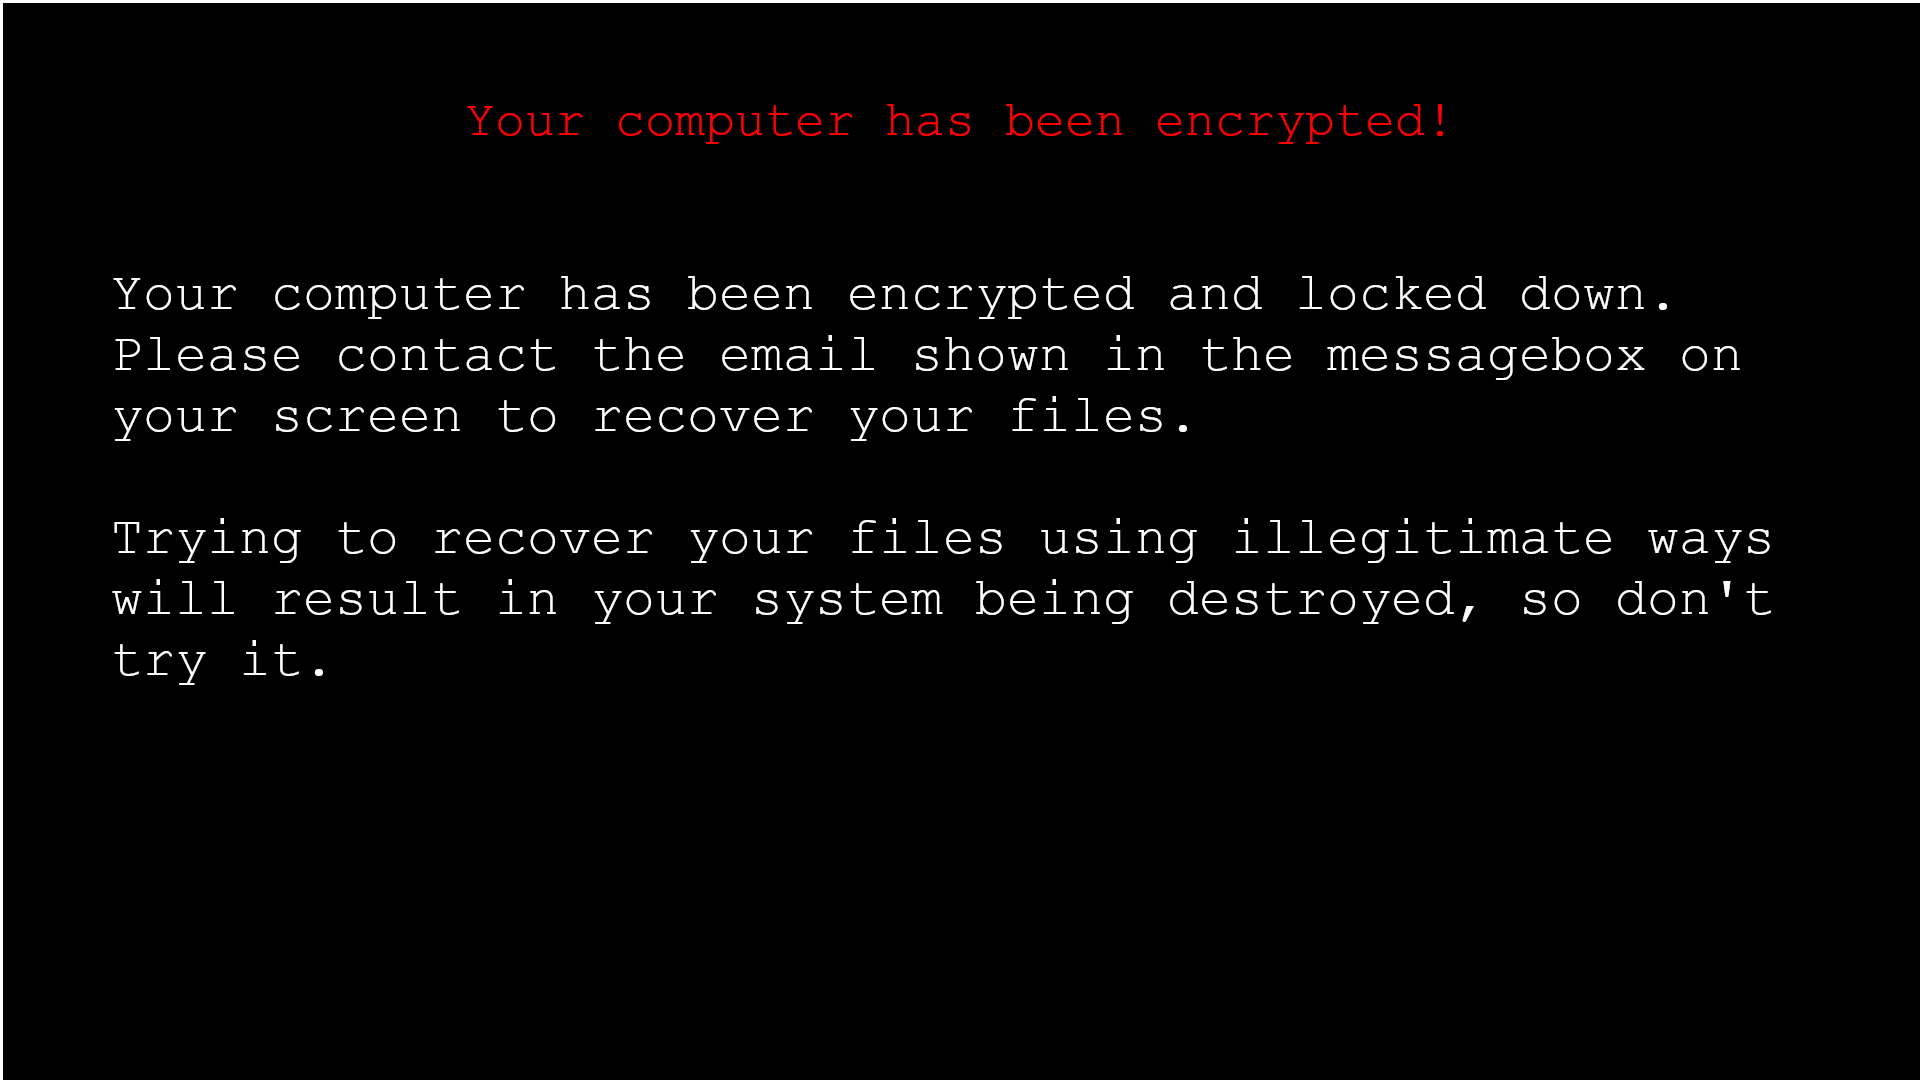 Your computer has been encrypted!
Your computer has been encrypted and locked down.
Please contact the email shown in the messagebox on
your screen to recover your files.
Trying to recover your files using illegitimate ways
will result in your system being destroyed, so don't
try it.